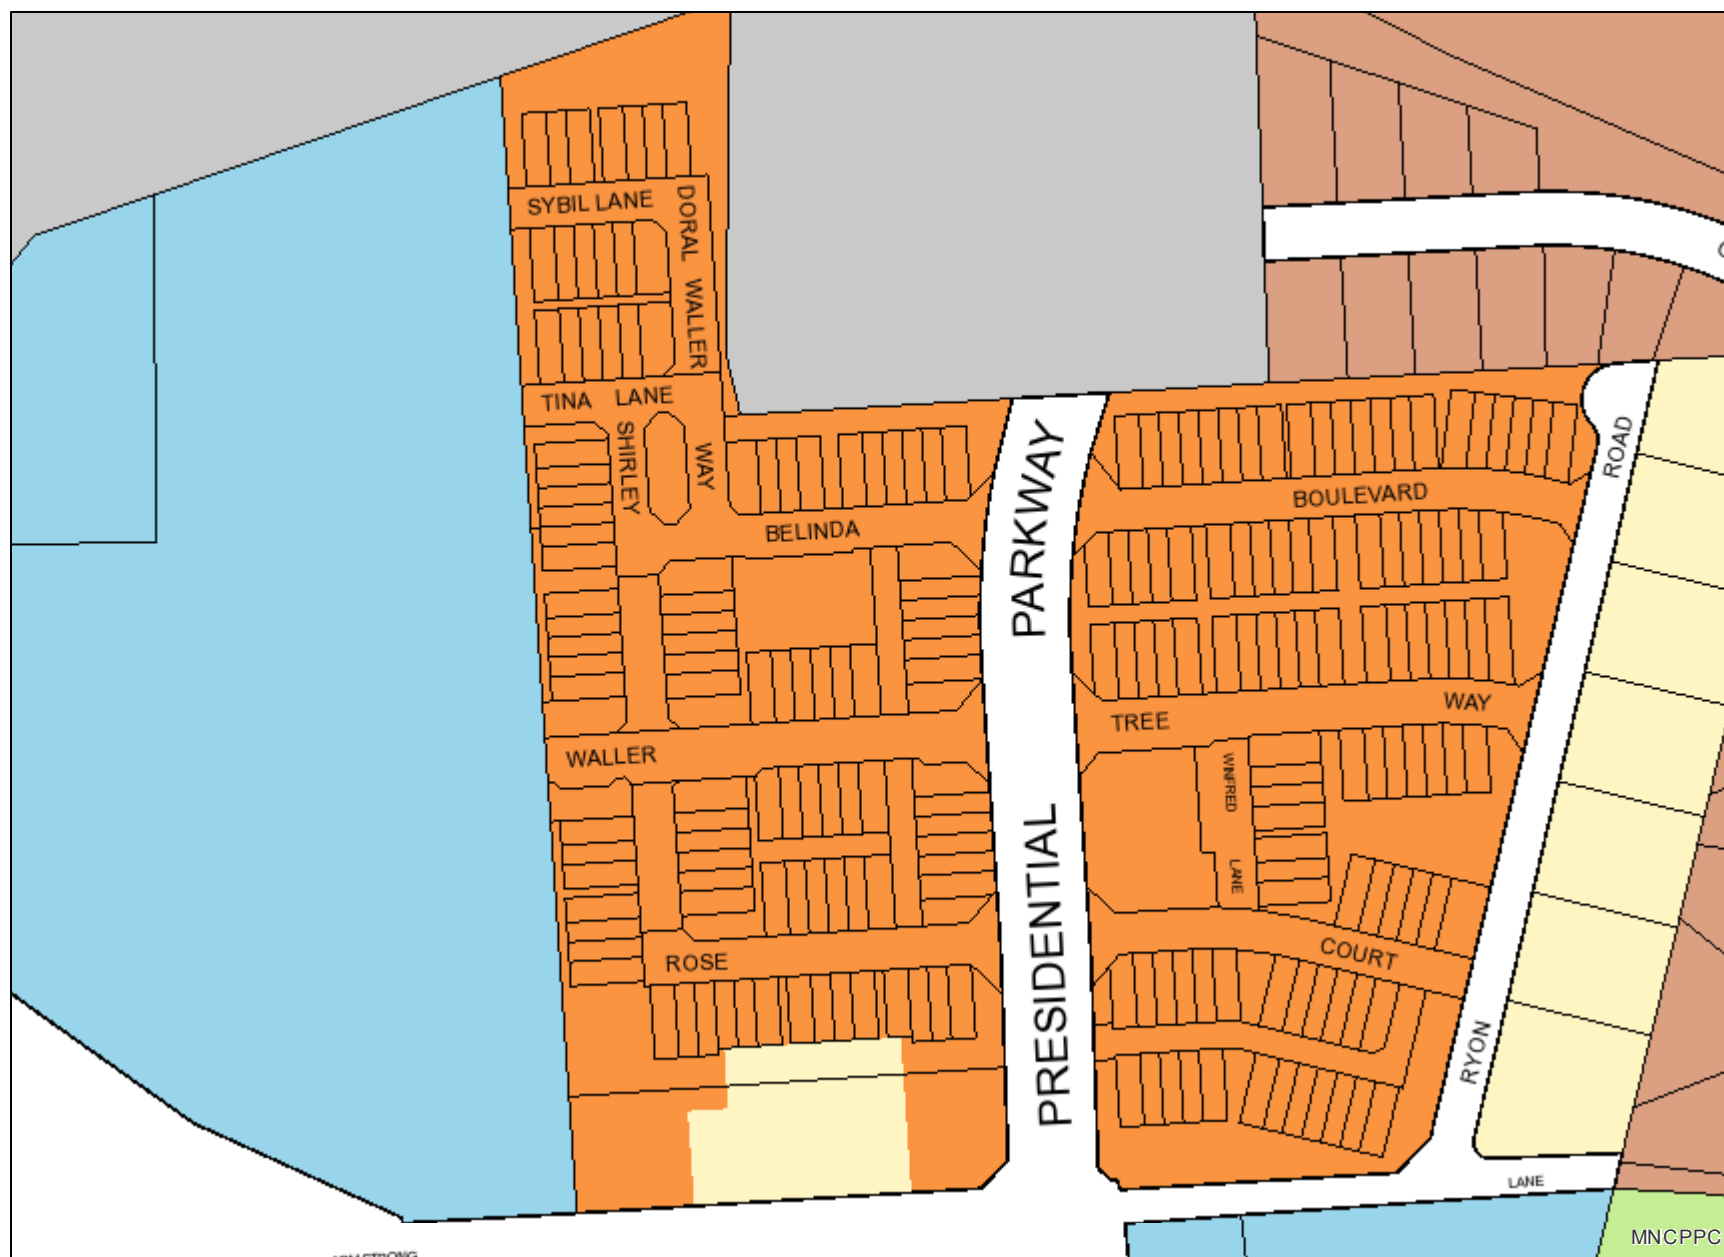 SYBIL LANE
DORAL WALLER
WAY
TINA LANE
SHIRLEY
BELINDA
BOULEVARD
ROAD
PARKWAY
TREE WAY
WALLER
WINFRED LANE
PRESIDENTIAL
ROSE
COURT
RYON
LANE
MNCPPC